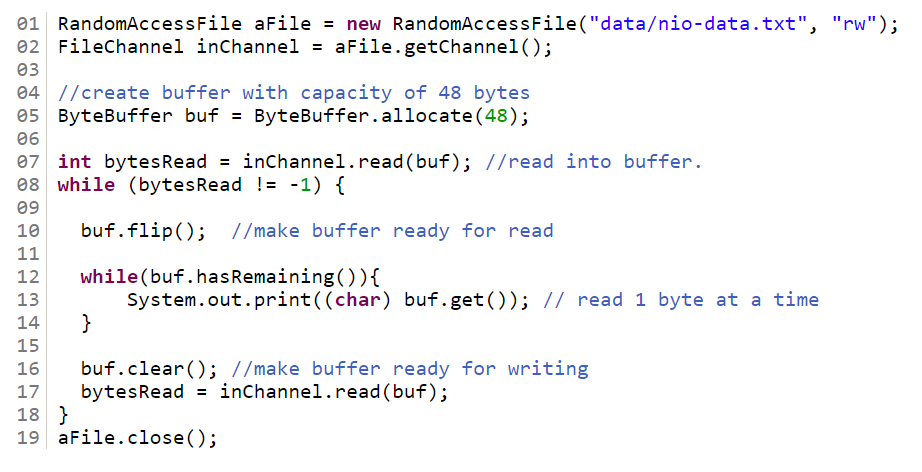 01 RandomAccessFile aFile = new RandomAccessFile("data/nio-data.txt", "rw");
02 FileChannel inChannel = aFile.getChannel();
03
04 //create buffer with capacity of 48 bytes
05 ByteBuffer buf = ByteBuffer.allocate(48);
06
07 int bytesRead = inChannel.read(buf); //read into buffer.
08 while (bytesRead != -1) {
09
10   buf.flip();  //make buffer ready for read
11
12   while(buf.hasRemaining()){
13       System.out.print((char) buf.get()); // read 1 byte at a time
14   }
15
16   buf.clear(); //make buffer ready for writing
17   bytesRead = inChannel.read(buf);
18 }
19 aFile.close();